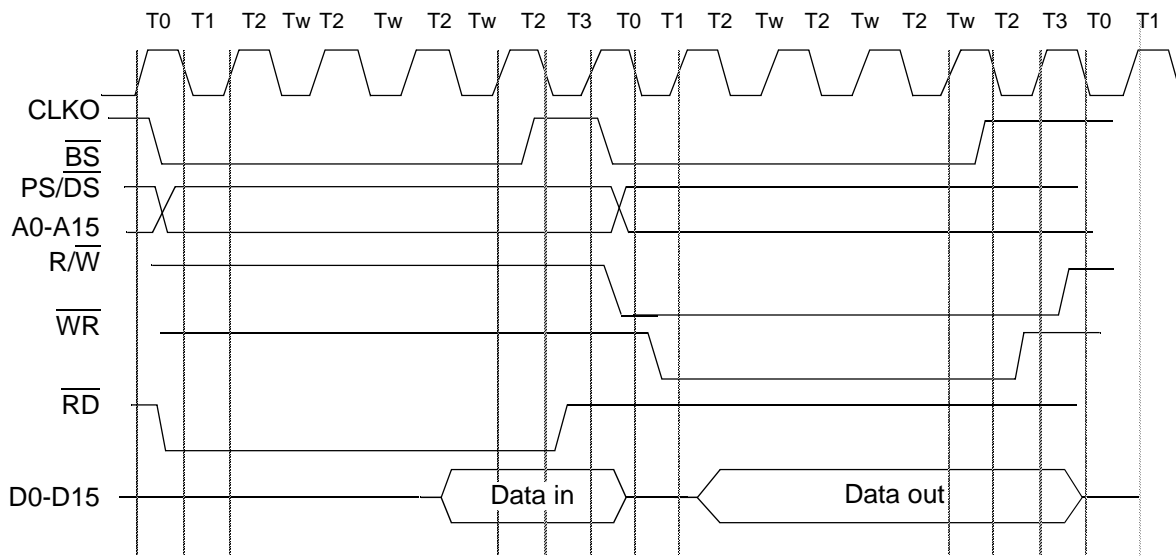 T0 T1 T2 Tw T2 Tw T2 Tw T2 T3 T0 T1 T2 Tw T2 Tw T2 Tw T2 T3 T0 T1
CLKO
BS
PS/DS
A0-A15
R/W
WR
RD
D0-D15 Data in Data out